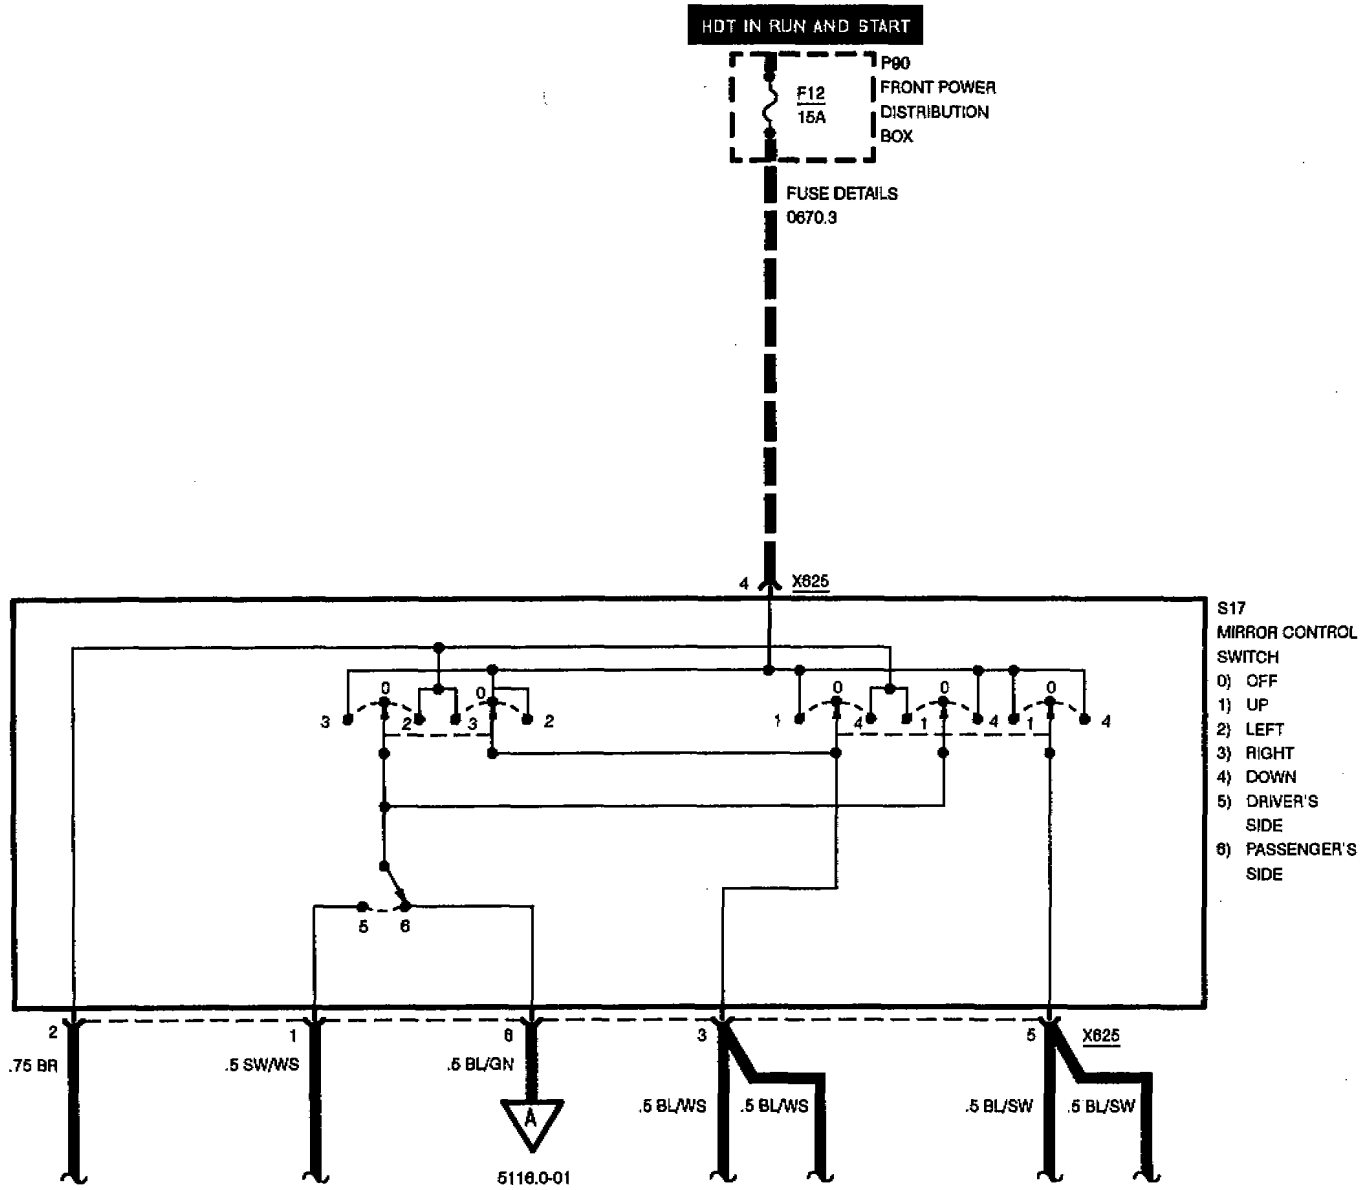 HOT IN RUN AND START
P90
FRONT POWER
DISTRIBUTION
BOX
F12
15A
FUSE DETAILS
0670.3
4 X625
S17
MIRROR CONTROL
SWITCH
0) OFF
1) UP
2) LEFT
3) RIGHT
4) DOWN
5) DRIVER'S
SIDE
6) PASSENGER'S
SIDE
0 0 0 0 0
3 2 3 2 1 4 1 4 1 4
5 6
2 1 6 3 5 X625
.75 BR .5 SW/WS .5 BL/GN
.5 BL/WS .5 BL/WS .5 BL/SW .5 BL/SW
A
5116.0-01